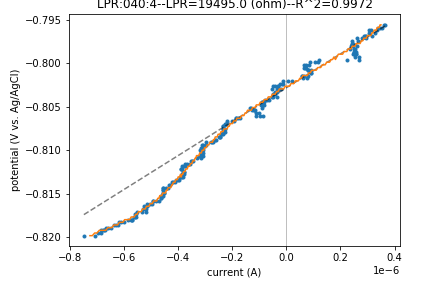 LPR:040:4--LPR=19495.0 (ohm)--R^2=0.9972
−0.795
−0.800
−0.805
−0.810
−0.815
−0.820
potential (V vs. Ag/AgCl)
−0.8 −0.6 −0.4 −0.2 0.0 0.2 0.4
1e−6
current (A)